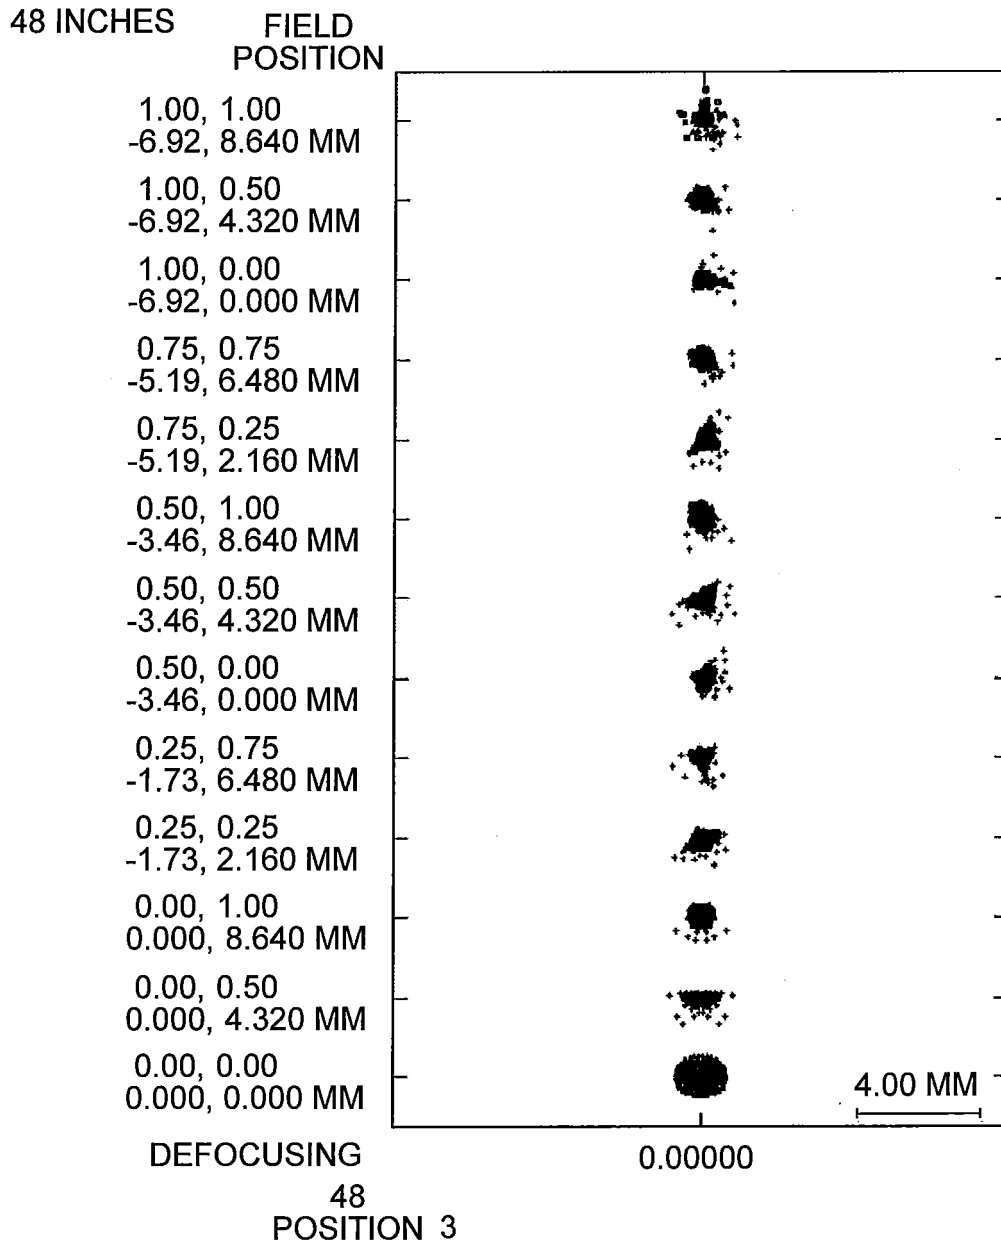 48 INCHES
FIELD
POSITION
1.00, 1.00
-6.92, 8.640 MM
1.00, 0.50
-6.92, 4.320 MM
1.00, 0.00
-6.92, 0.000 MM
0.75, 0.75
-5.19, 6.480 MM
0.75, 0.25
-5.19, 2.160 MM
0.50, 1.00
-3.46, 8.640 MM
0.50, 0.50
-3.46, 4.320 MM
0.50, 0.00
-3.46, 0.000 MM
0.25, 0.75
-1.73, 6.480 MM
0.25, 0.25
-1.73, 2.160 MM
0.00, 1.00
0.000, 8.640 MM
0.00, 0.50
0.000, 4.320 MM
0.00, 0.00
0.000, 0.000 MM
4.00 MM
DEFOCUSING 0.00000
48
POSITION 3